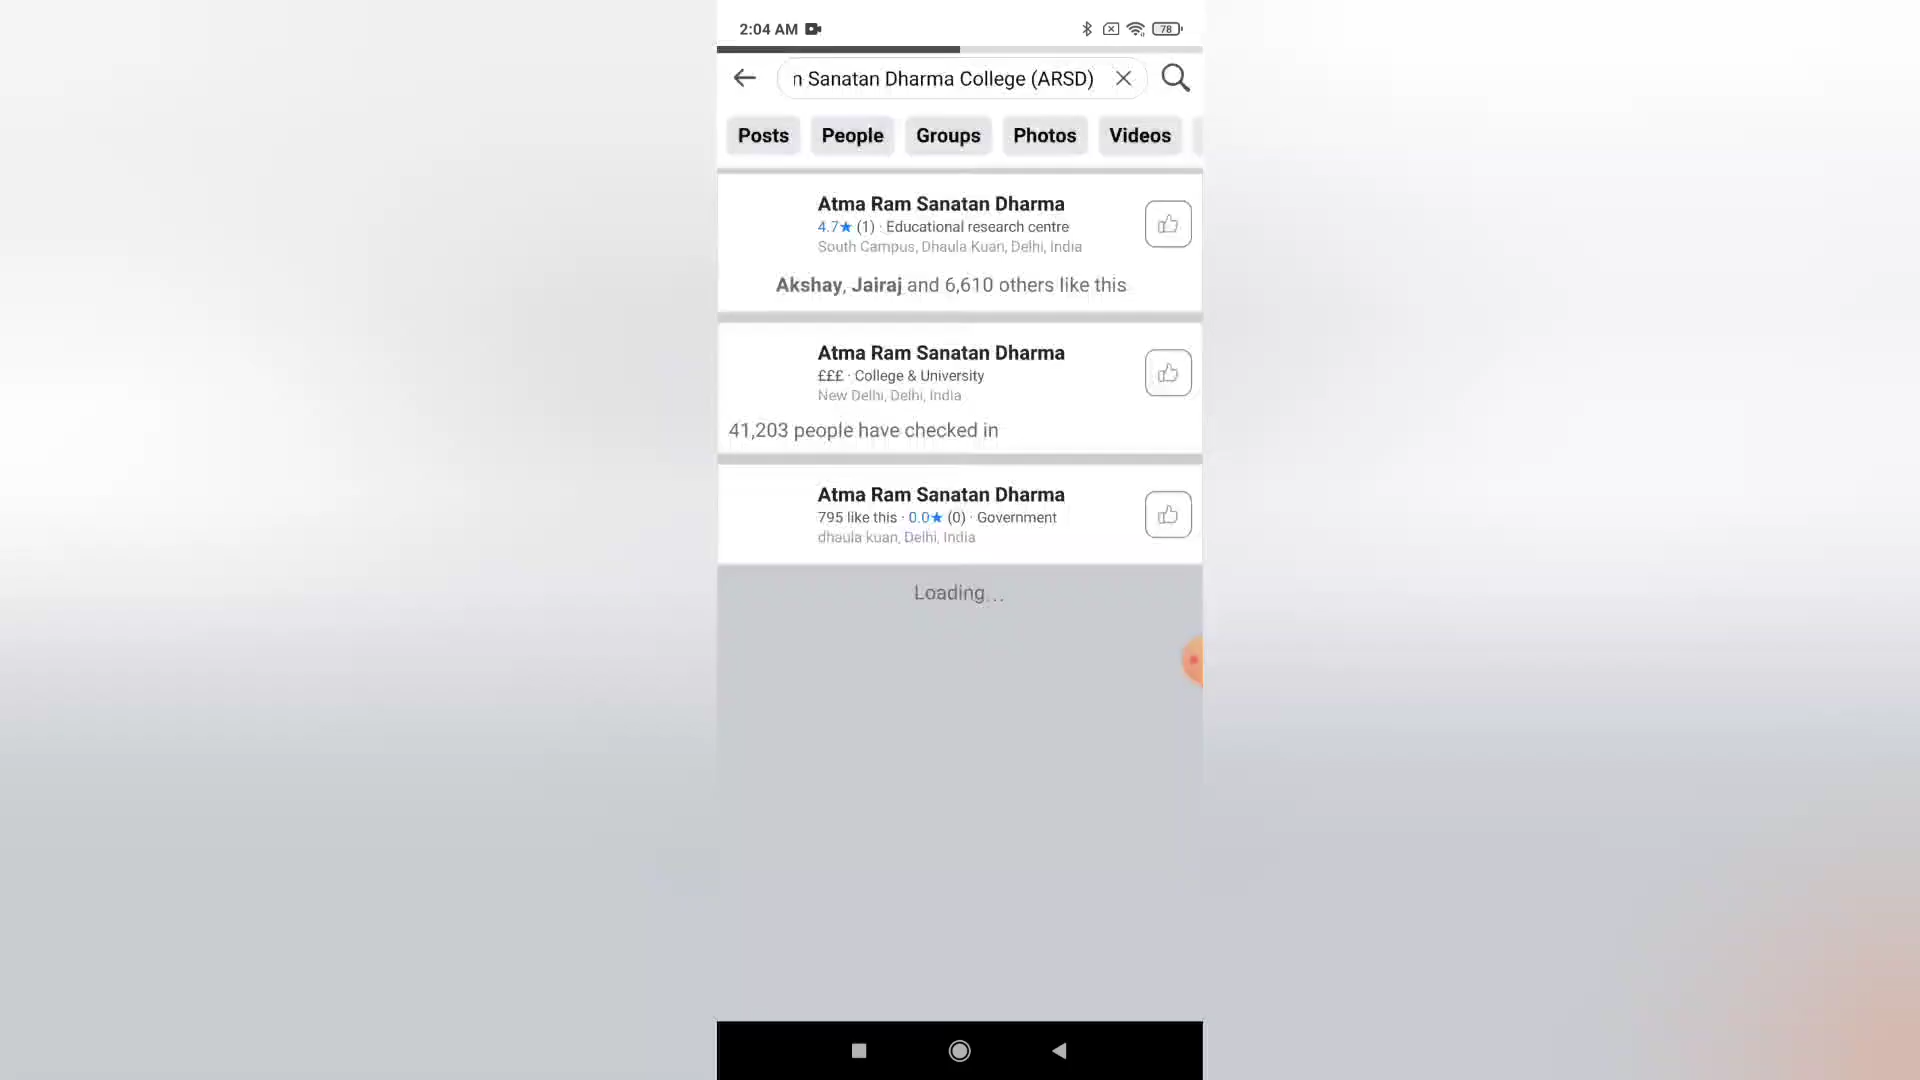 2:04 AM
78
n Sanatan Dharma College (ARSD)
Posts People Groups Photos Videos
Atma Ram Sanatan Dharma
4.7★ (1) · Educational research centre
South Campus, Dhaula Kuan, Delhi, India
Akshay, Jairaj and 6,610 others like this
Atma Ram Sanatan Dharma
£££ · College & University
New Delhi, Delhi, India
41,203 people have checked in
Atma Ram Sanatan Dharma
795 like this · 0.0★ (0) · Government
dhaula kuan, Delhi, India
Loading...